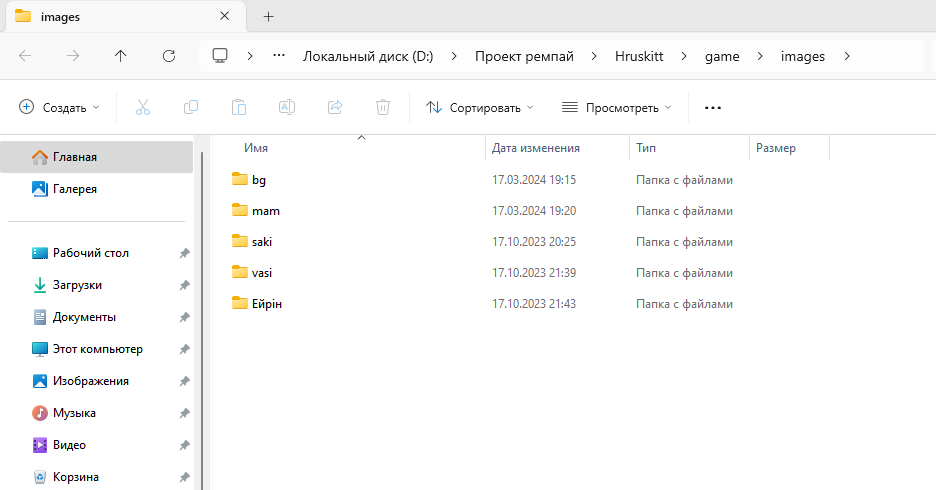 images
Локальный диск (D:) Проект ремпай Hruskitt game images
Создать Сортировать Просмотреть
Имя Дата изменения Тип Размер
Главная
Галерея
Рабочий стол
Загрузки
Документы
Этот компьютер
Изображения
Музыка
Видео
Корзина
bg 17.03.2024 19:15 Папка с файлами
mam 17.03.2024 19:20 Папка с файлами
saki 17.10.2023 20:25 Папка с файлами
vasi 17.10.2023 21:39 Папка с файлами
Ейрін 17.10.2023 21:43 Папка с файлами